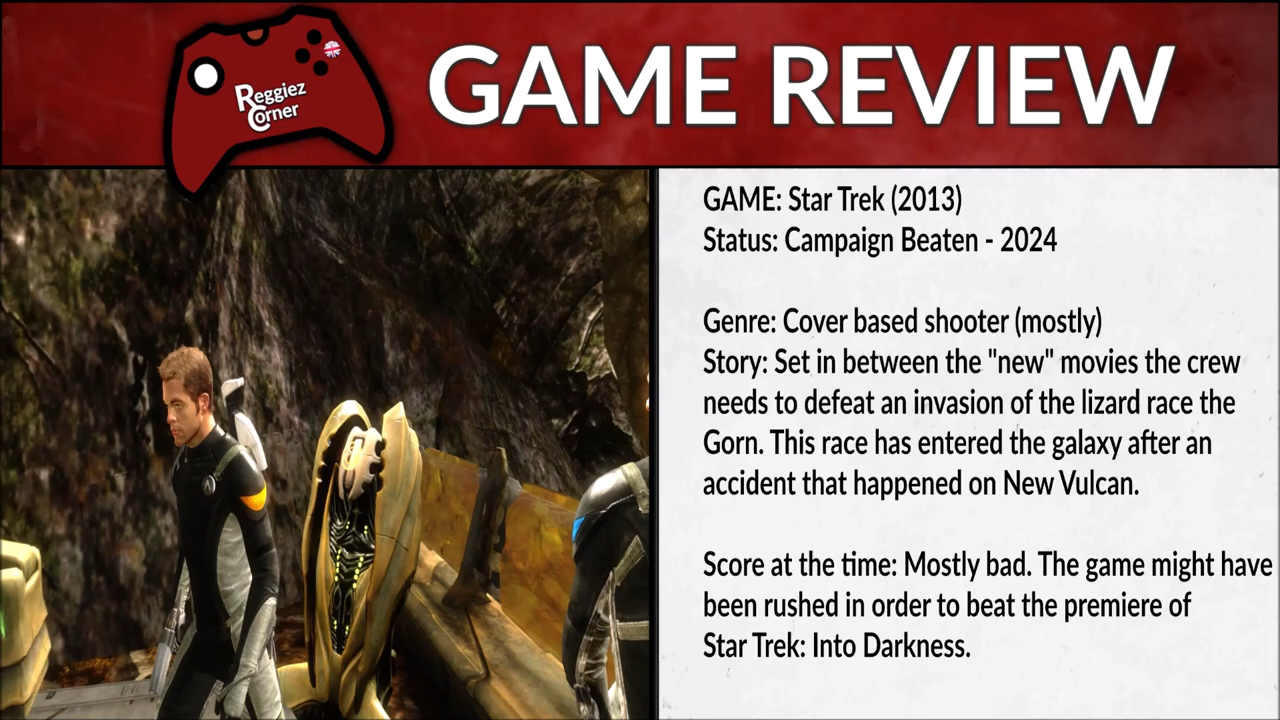 Reggiez
Corner
GAME REVIEW
GAME: Star Trek (2013)
Status: Campaign Beaten - 2024
Genre: Cover based shooter (mostly)
Story: Set in between the "new" movies the crew
needs to defeat an invasion of the lizard race the
Gorn. This race has entered the galaxy after an
accident that happened on New Vulcan.
Score at the time: Mostly bad. The game might have
been rushed in order to beat the premiere of
Star Trek: Into Darkness.